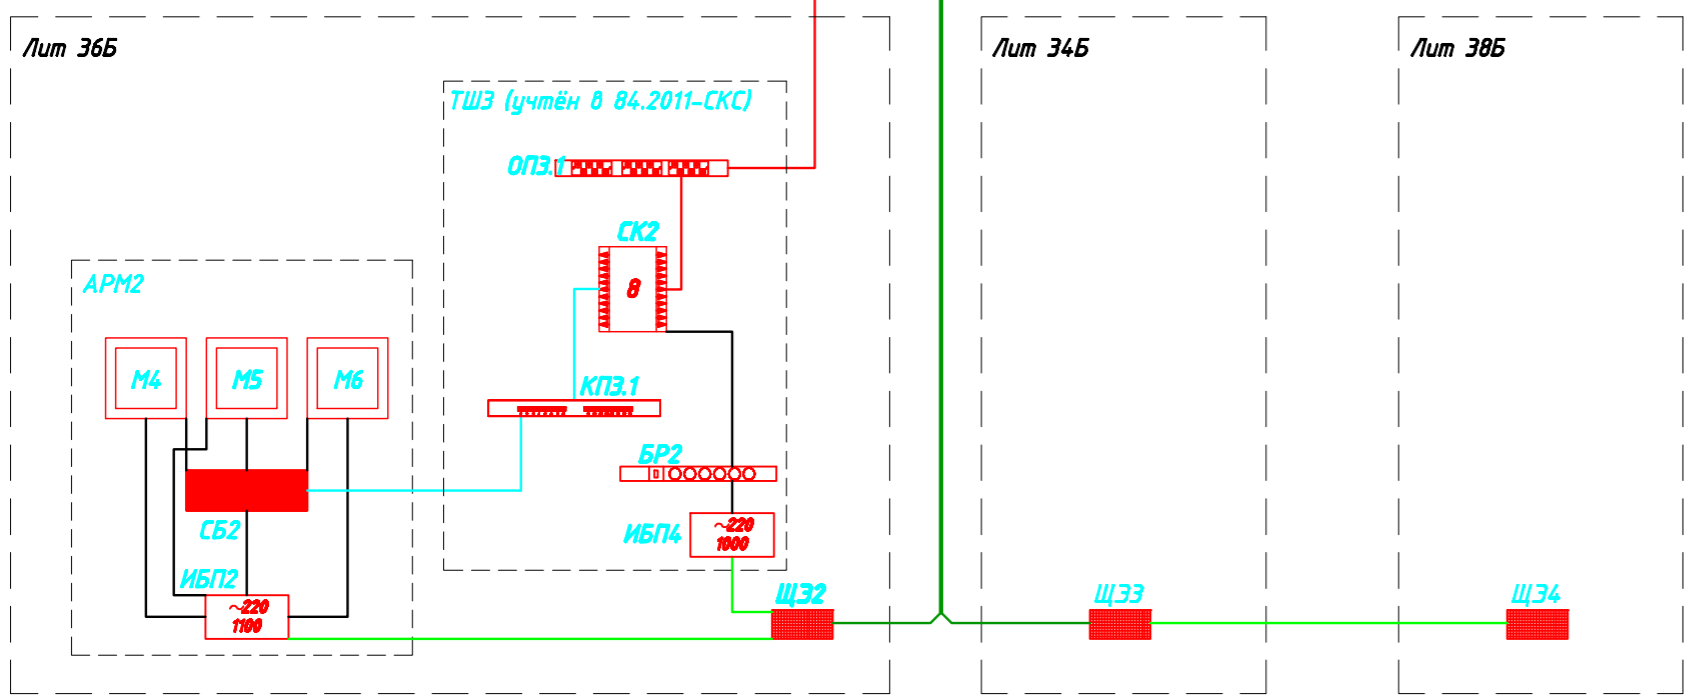 Лит 36Б
Лит 34Б
Лит 38Б
ТШ3 (учтён в 84.2011-СКС)
ОП3.1
СК2
8
АРМ2
М4
М5
М6
КП3.1
БР2
СБ2
ИБП4
~220
1000
ИБП2
~220
1100
ЩЭ2
ЩЭ3
ЩЭ4